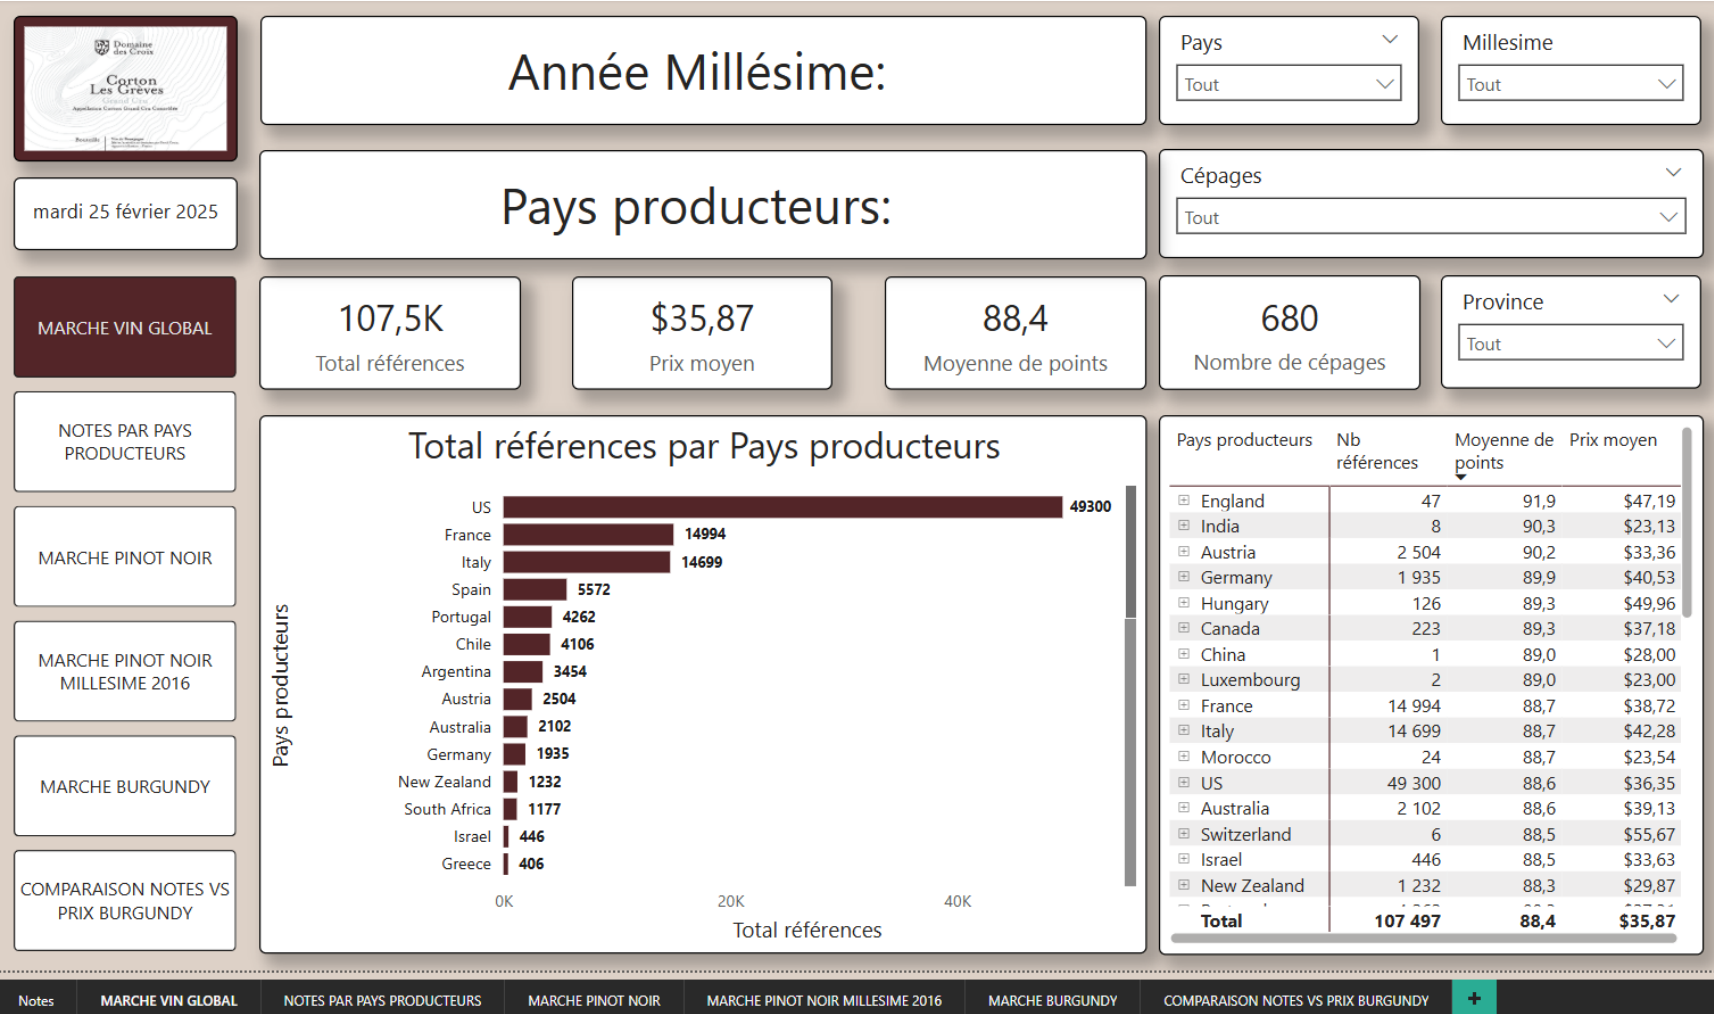 Domaine
des Croix
Corton
Les Grèves
Grand Cru
Appellation Corton Grand Cru Contrôlée
mardi 25 février 2025
MARCHE VIN GLOBAL
NOTES PAR PAYS
PRODUCTEURS
MARCHE PINOT NOIR
MARCHE PINOT NOIR
MILLESIME 2016
MARCHE BURGUNDY
COMPARAISON NOTES VS
PRIX BURGUNDY
Année Millésime:
Pays producteurs:
Pays
Tout
Millesime
Tout
Cépages
Tout
Province
Tout
107,5K
Total références
$35,87
Prix moyen
88,4
Moyenne de points
680
Nombre de cépages
Total références par Pays producteurs
Pays producteurs
US 49300
France 14994
Italy 14699
Spain 5572
Portugal 4262
Chile 4106
Argentina 3454
Austria 2504
Australia 2102
Germany 1935
New Zealand 1232
South Africa 1177
Israel 446
Greece 406
0K 20K 40K
Total références
Pays producteurs Nb références Moyenne de points Prix moyen
England 47 91,9 $47,19
India 8 90,3 $23,13
Austria 2 504 90,2 $33,36
Germany 1 935 89,9 $40,53
Hungary 126 89,3 $49,96
Canada 223 89,3 $37,18
China 1 89,0 $28,00
Luxembourg 2 89,0 $23,00
France 14 994 88,7 $38,72
Italy 14 699 88,7 $42,28
Morocco 24 88,7 $23,54
US 49 300 88,6 $36,35
Australia 2 102 88,6 $39,13
Switzerland 6 88,5 $55,67
Israel 446 88,5 $33,63
New Zealand 1 232 88,3 $29,87
Total 107 497 88,4 $35,87
Notes MARCHE VIN GLOBAL NOTES PAR PAYS PRODUCTEURS MARCHE PINOT NOIR MARCHE PINOT NOIR MILLESIME 2016 MARCHE BURGUNDY COMPARAISON NOTES VS PRIX BURGUNDY +